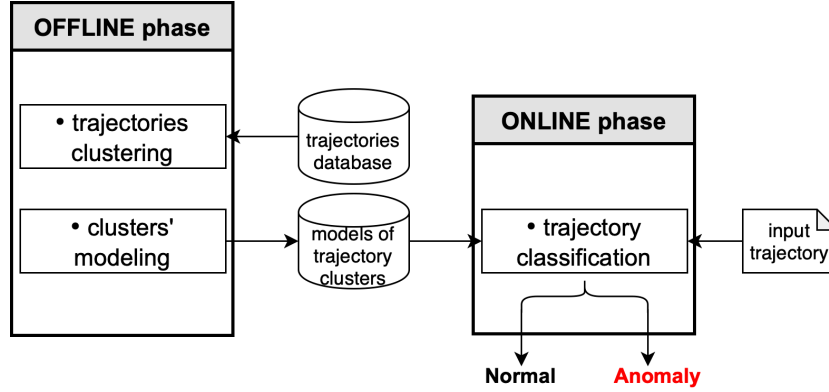 OFFLINE phase
• trajectories
clustering
trajectories
database
• clusters'
modeling
models of
trajectory
clusters
ONLINE phase
• trajectory
classification
input
trajectory
Normal
Anomaly